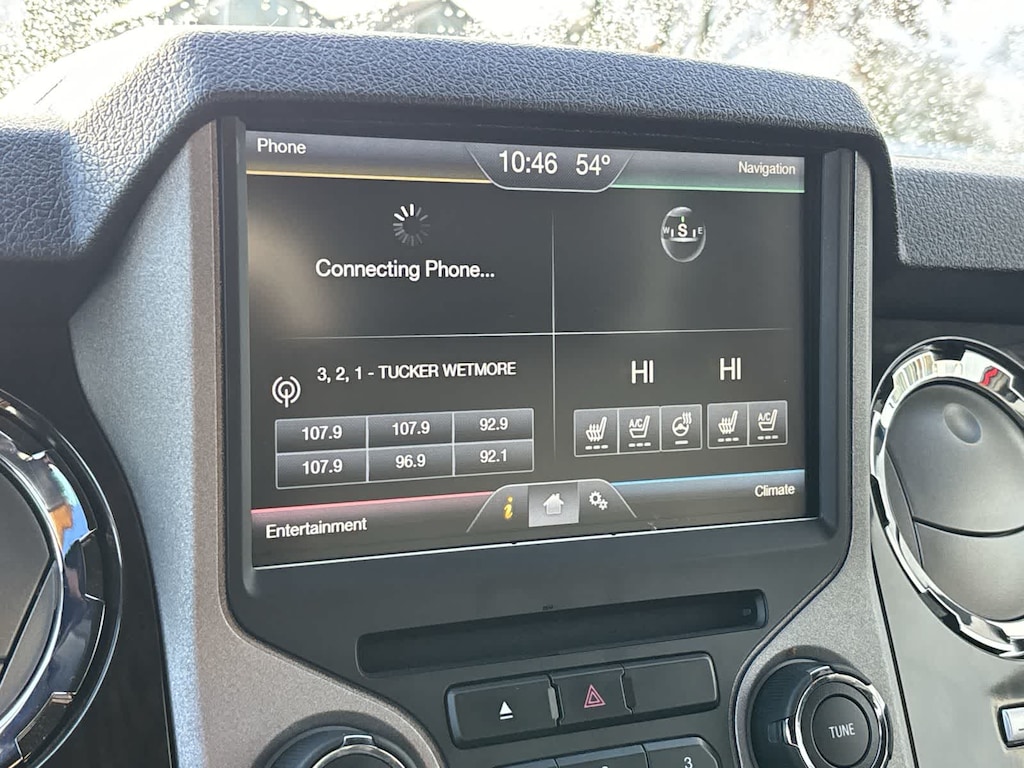 Phone
10:46 54°
Navigation
Connecting Phone...
W S E
3, 2, 1 - TUCKER WETMORE
HI HI
107.9 107.9 92.9
107.9 96.9 92.1
A/C A/C
Entertainment
i
Climate
TUNE
3